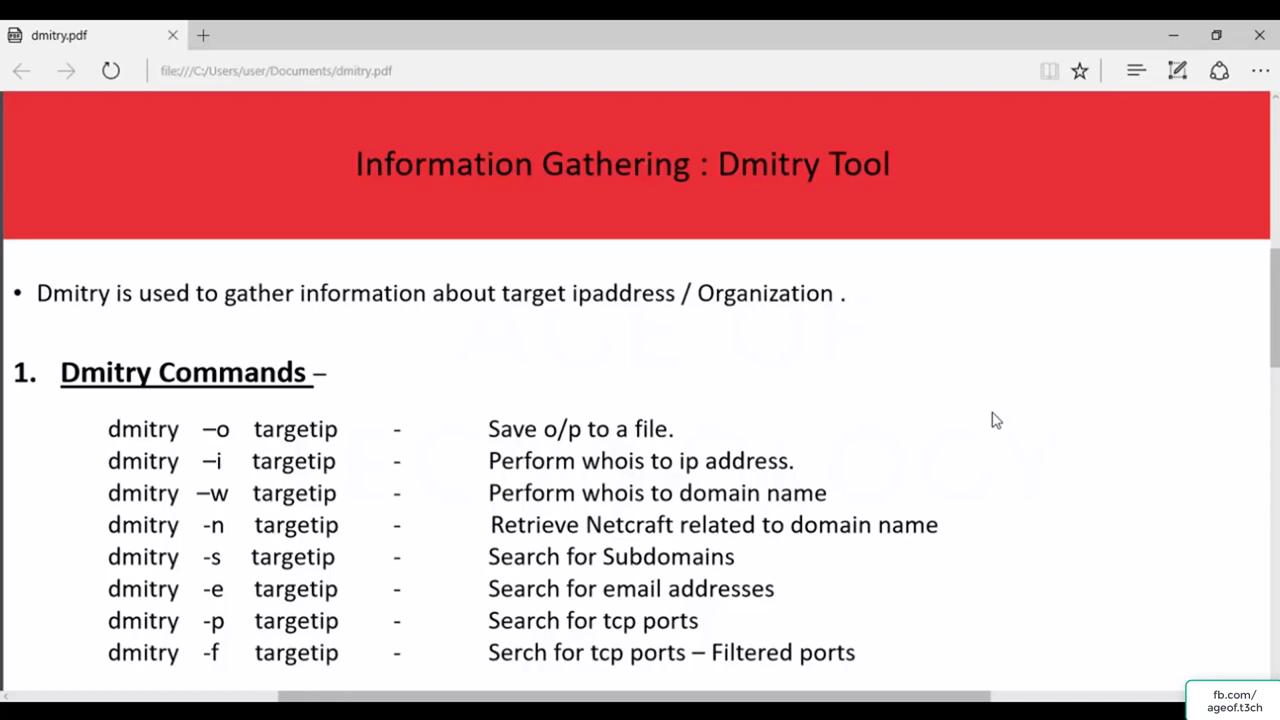 dmitry.pdf
file:///C:/Users/user/Documents/dmitry.pdf
Information Gathering : Dmitry Tool
• Dmitry is used to gather information about target ipaddress / Organization .
AGE OF
TECHNOLOGY
1. Dmitry Commands –
dmitry –o targetip - Save o/p to a file.
dmitry –i targetip - Perform whois to ip address.
dmitry –w targetip - Perform whois to domain name
dmitry -n targetip - Retrieve Netcraft related to domain name
dmitry -s targetip - Search for Subdomains
dmitry -e targetip - Search for email addresses
dmitry -p targetip - Search for tcp ports
dmitry -f targetip - Serch for tcp ports – Filtered ports
fb.com/
ageof.t3ch